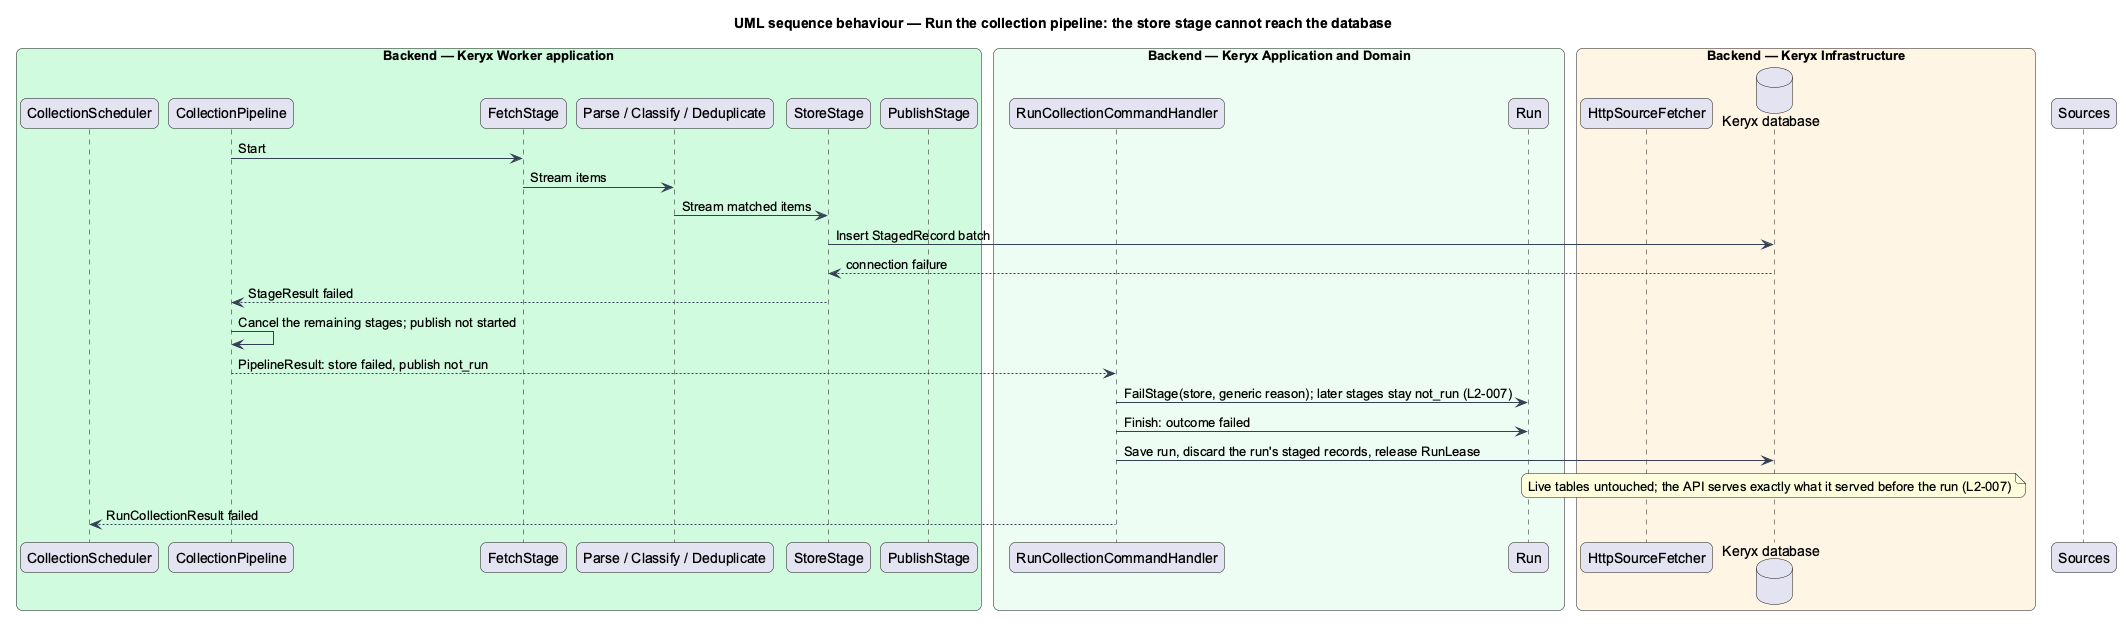 UML sequence behaviour — Run the collection pipeline: the store stage cannot reach the database
Backend — Keryx Worker application
Backend — Keryx Application and Domain
Backend — Keryx Infrastructure
CollectionScheduler
CollectionPipeline
FetchStage
Parse / Classify / Deduplicate
StoreStage
PublishStage
RunCollectionCommandHandler
Run
HttpSourceFetcher
Keryx database
Sources
Start
Stream items
Stream matched items
Insert StagedRecord batch
connection failure
StageResult failed
Cancel the remaining stages; publish not started
PipelineResult: store failed, publish not_run
FailStage(store, generic reason); later stages stay not_run (L2-007)
Finish: outcome failed
Save run, discard the run's staged records, release RunLease
Live tables untouched; the API serves exactly what it served before the run (L2-007)
RunCollectionResult failed
CollectionScheduler
CollectionPipeline
FetchStage
Parse / Classify / Deduplicate
StoreStage
PublishStage
RunCollectionCommandHandler
Run
HttpSourceFetcher
Keryx database
Sources